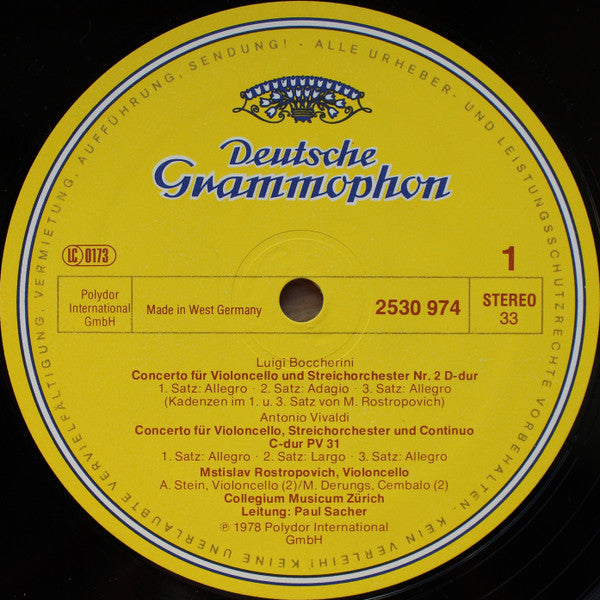 VERMIETUNG, AUFFÜHRUNG, SENDUNG! · ALLE URHEBER- UND LEISTUNGSSCHUTZRECHTE VORBEHALTEN. KEIN VERLEIH! KEINE UNERLAUBTE VERVIELFÄLTIGUNG,
Deutsche
Grammophon
LC 0173
1
Polydor
International
GmbH
Made in West Germany
2530 974
STEREO
33
Luigi Boccherini
Concerto für Violoncello und Streichorchester Nr. 2 D-dur
1. Satz: Allegro · 2. Satz: Adagio · 3. Satz: Allegro
(Kadenzen im 1. u. 3. Satz von M. Rostropovich)
Antonio Vivaldi
Concerto für Violoncello, Streichorchester und Continuo
C-dur PV 31
1. Satz: Allegro · 2. Satz: Largo · 3. Satz: Allegro
Mstislav Rostropovich, Violoncello
A. Stein, Violoncello (2)/M. Derungs, Cembalo (2)
Collegium Musicum Zürich
Leitung: Paul Sacher
℗ 1978 Polydor International
GmbH